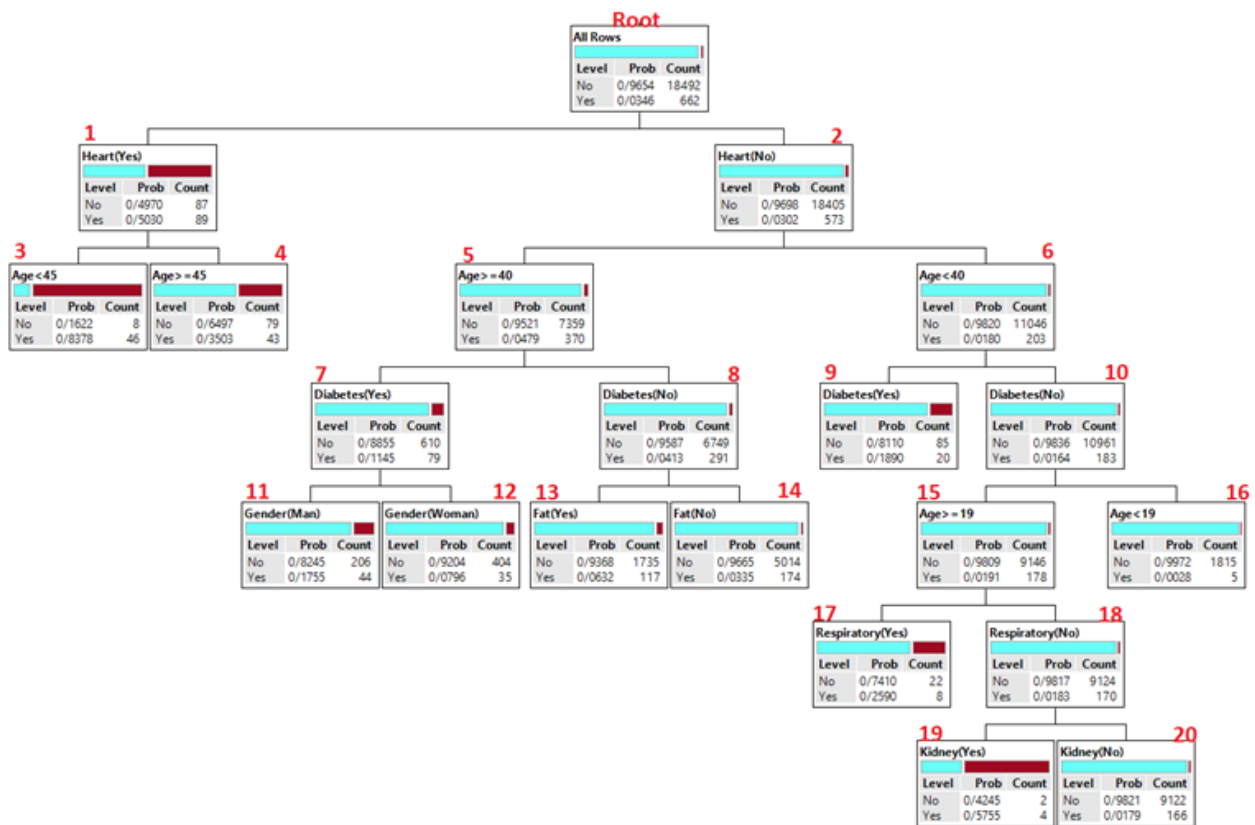 Root
All Rows
Level Prob Count
No 0/9654 18492
Yes 0/0346 662
1
Heart(Yes)
Level Prob Count
No 0/4970 87
Yes 0/5030 89
2
Heart(No)
Level Prob Count
No 0/9698 18405
Yes 0/0302 573
3
Age<45
Level Prob Count
No 0/1622 8
Yes 0/8378 46
4
Age>=45
Level Prob Count
No 0/6497 79
Yes 0/3503 43
5
Age>=40
Level Prob Count
No 0/9521 7359
Yes 0/0479 370
6
Age<40
Level Prob Count
No 0/9820 11046
Yes 0/0180 203
7
Diabetes(Yes)
Level Prob Count
No 0/8855 610
Yes 0/1145 79
8
Diabetes(No)
Level Prob Count
No 0/9587 6749
Yes 0/0413 291
9
Diabetes(Yes)
Level Prob Count
No 0/8110 85
Yes 0/1890 20
10
Diabetes(No)
Level Prob Count
No 0/9836 10961
Yes 0/0164 183
11
Gender(Man)
Level Prob Count
No 0/8245 206
Yes 0/1755 44
12
Gender(Woman)
Level Prob Count
No 0/9204 404
Yes 0/0796 35
13
Fat(Yes)
Level Prob Count
No 0/9368 1735
Yes 0/0632 117
14
Fat(No)
Level Prob Count
No 0/9665 5014
Yes 0/0335 174
15
Age>=19
Level Prob Count
No 0/9809 9146
Yes 0/0191 178
16
Age<19
Level Prob Count
No 0/9972 1815
Yes 0/0028 5
17
Respiratory(Yes)
Level Prob Count
No 0/7410 22
Yes 0/2590 8
18
Respiratory(No)
Level Prob Count
No 0/9817 9124
Yes 0/0183 170
19
Kidney(Yes)
Level Prob Count
No 0/4245 2
Yes 0/5755 4
20
Kidney(No)
Level Prob Count
No 0/9821 9122
Yes 0/0179 166